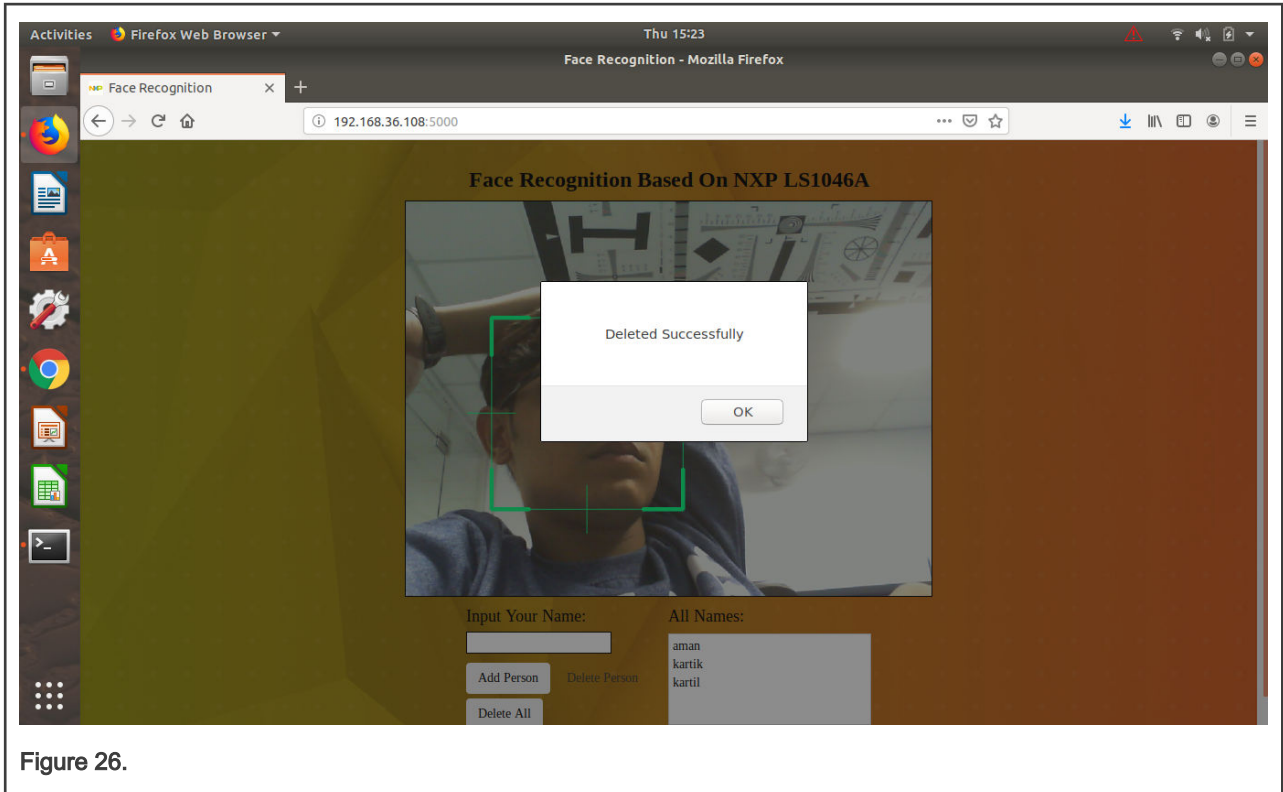 Activities
Firefox Web Browser
Thu 15:23
Face Recognition - Mozilla Firefox
NXP Face Recognition
192.168.36.108:5000
Face Recognition Based On NXP LS1046A
Deleted Successfully
OK
Input Your Name:
All Names:
aman
kartik
kartil
Add Person
Delete Person
Delete All
Figure 26.